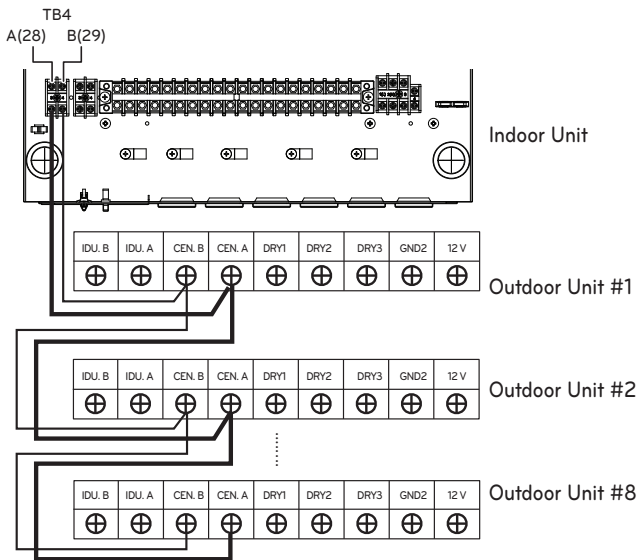 TB4
A(28) B(29)
Indoor Unit
IDU. B IDU. A CEN. B CEN. A DRY1 DRY2 DRY3 GND2 12 V
Outdoor Unit #1
IDU. B IDU. A CEN. B CEN. A DRY1 DRY2 DRY3 GND2 12 V
Outdoor Unit #2
IDU. B IDU. A CEN. B CEN. A DRY1 DRY2 DRY3 GND2 12 V
Outdoor Unit #8